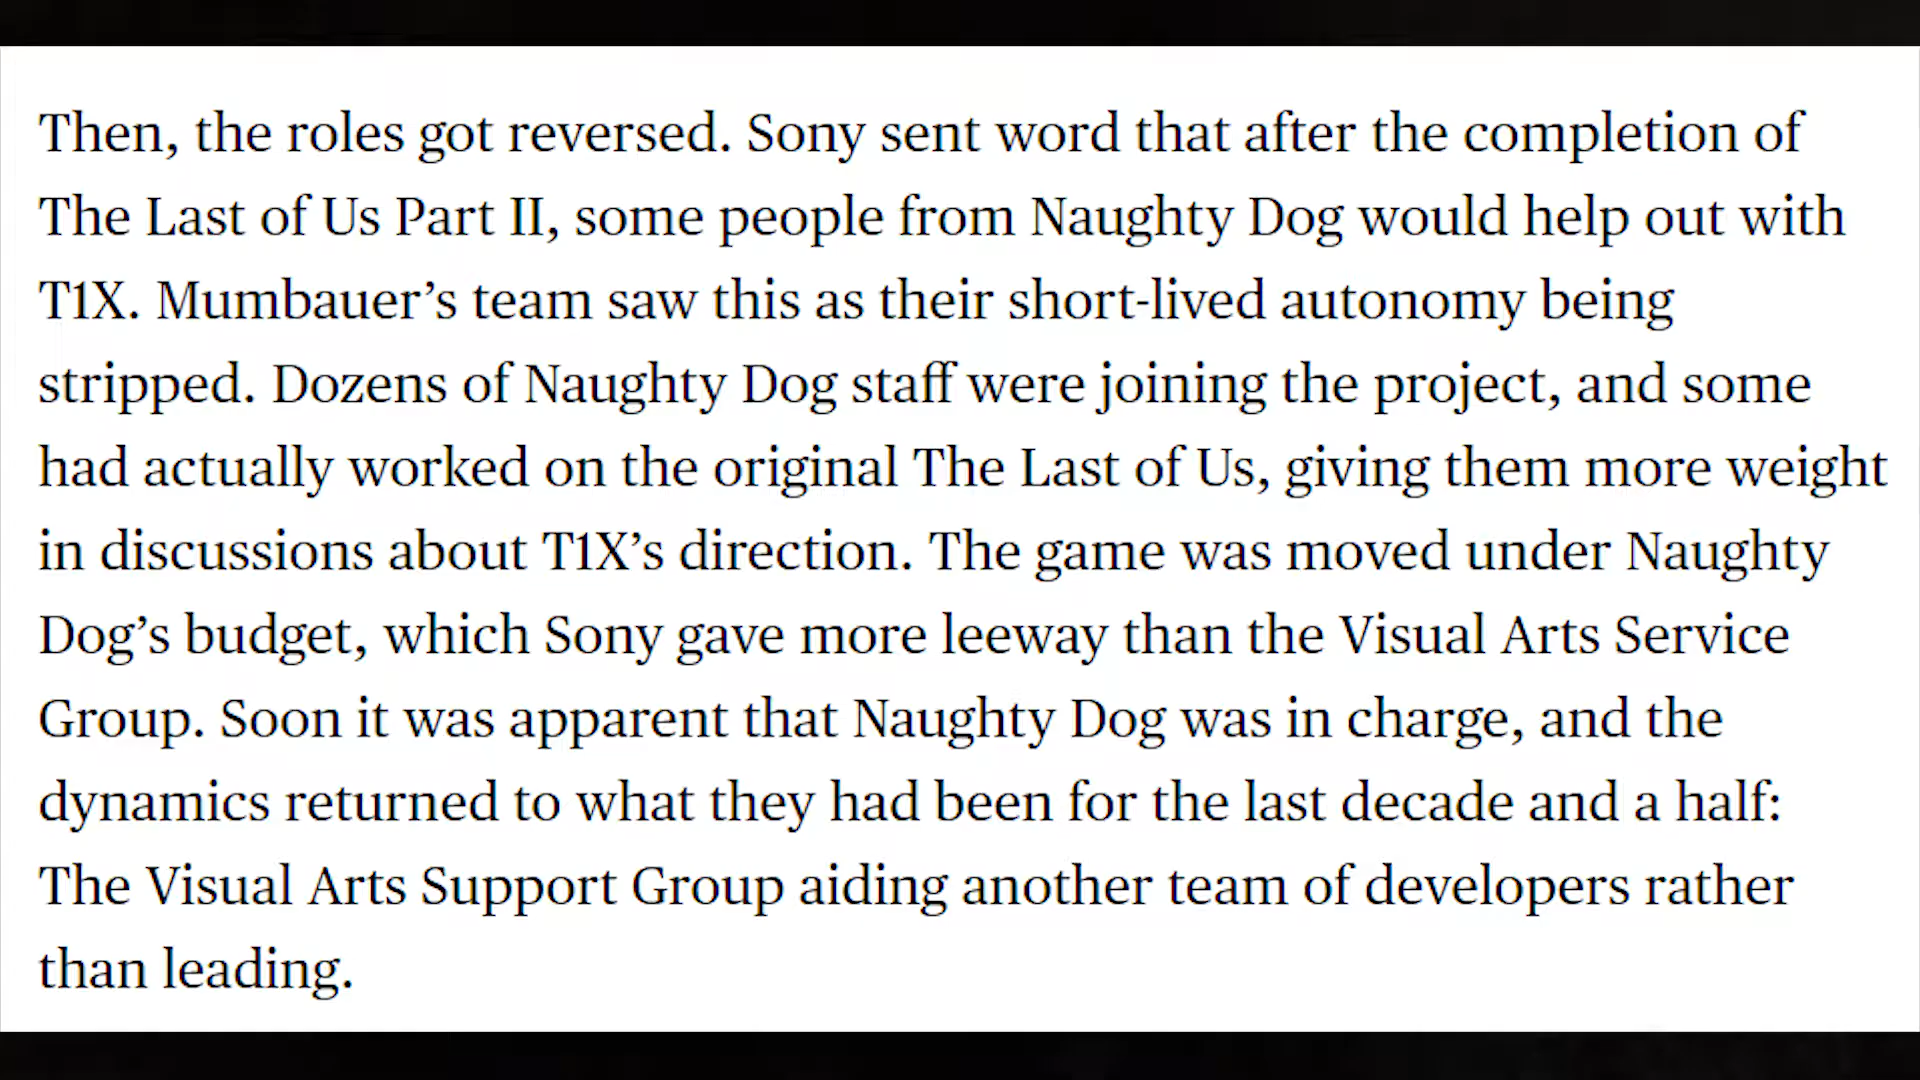 Then, the roles got reversed. Sony sent word that after the completion of
The Last of Us Part II, some people from Naughty Dog would help out with
T1X. Mumbauer’s team saw this as their short-lived autonomy being
stripped. Dozens of Naughty Dog staff were joining the project, and some
had actually worked on the original The Last of Us, giving them more weight
in discussions about T1X’s direction. The game was moved under Naughty
Dog’s budget, which Sony gave more leeway than the Visual Arts Service
Group. Soon it was apparent that Naughty Dog was in charge, and the
dynamics returned to what they had been for the last decade and a half:
The Visual Arts Support Group aiding another team of developers rather
than leading.